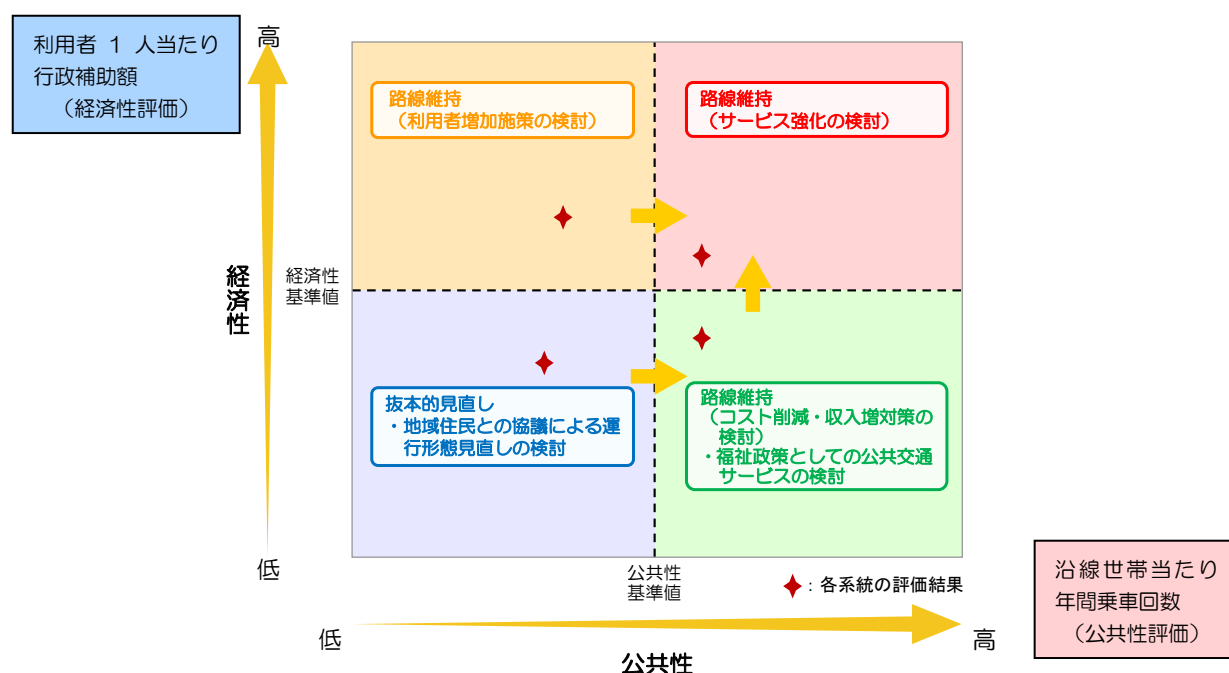 利用者 1 人当たり
行政補助額
（経済性評価）
高
路線維持
（利用者増加施策の検討）
路線維持
（サービス強化の検討）
経済性
経済性
基準値
抜本的見直し
・地域住民との協議による運
行形態見直しの検討
路線維持
（コスト削減・収入増対策の
検討）
・福祉政策としての公共交通
サービスの検討
低
公共性
基準値
：各系統の評価結果
沿線世帯当たり
年間乗車回数
（公共性評価）
低
高
公共性